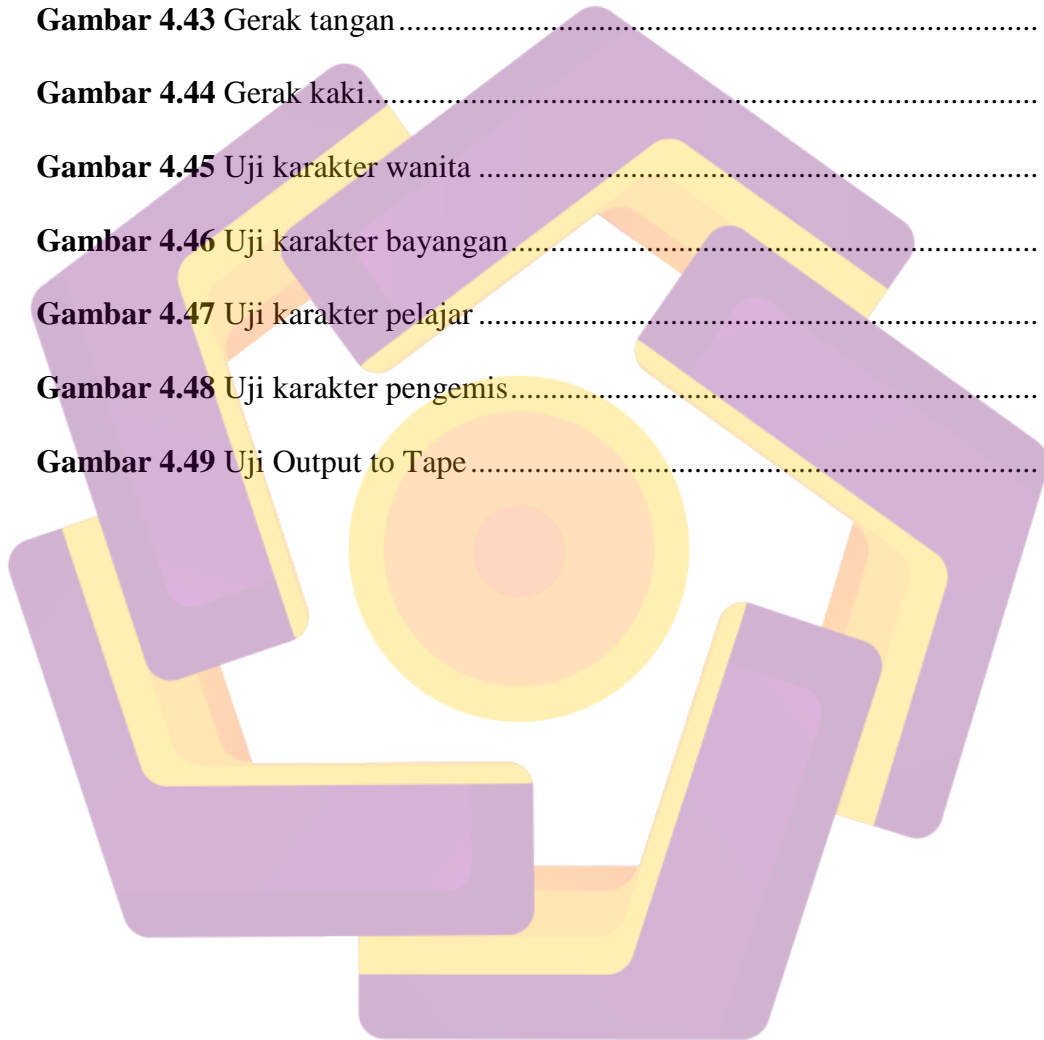 Gambar 4.43 Gerak tangan................................................................................
Gambar 4.44 Gerak kaki....................................................................................
Gambar 4.45 Uji karakter wanita ......................................................................
Gambar 4.46 Uji karakter bayangan..................................................................
Gambar 4.47 Uji karakter pelajar ......................................................................
Gambar 4.48 Uji karakter pengemis..................................................................
Gambar 4.49 Uji Output to Tape.......................................................................